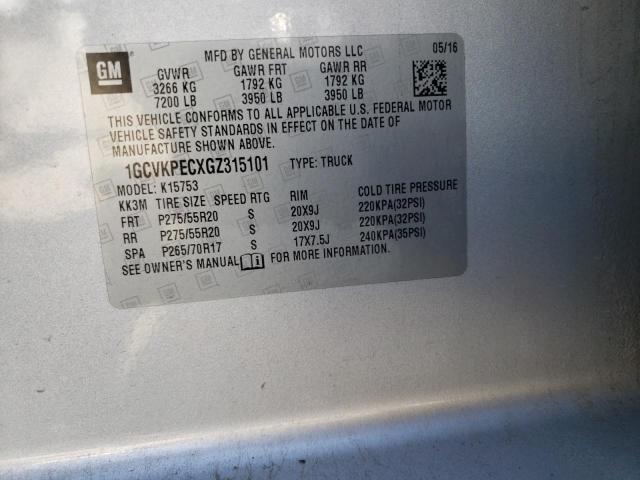 GM
MFD BY GENERAL MOTORS LLC 05/16
GVWR GAWR FRT GAWR RR
3266 KG 1792 KG 1792 KG
7200 LB 3950 LB 3950 LB
THIS VEHICLE CONFORMS TO ALL APPLICABLE U.S. FEDERAL MOTOR
VEHICLE SAFETY STANDARDS IN EFFECT ON THE DATE OF
MANUFACTURE SHOWN ABOVE.
1GCVKPECXGZ315101 TYPE: TRUCK
MODEL: K15753
KK3M TIRE SIZE SPEED RTG RIM COLD TIRE PRESSURE
FRT P275/55R20 S 20X9J 220KPA(32PSI)
RR P275/55R20 S 20X9J 220KPA(32PSI)
SPA P265/70R17 S 17X7.5J 240KPA(35PSI)
SEE OWNER'S MANUAL FOR MORE INFORMATION.